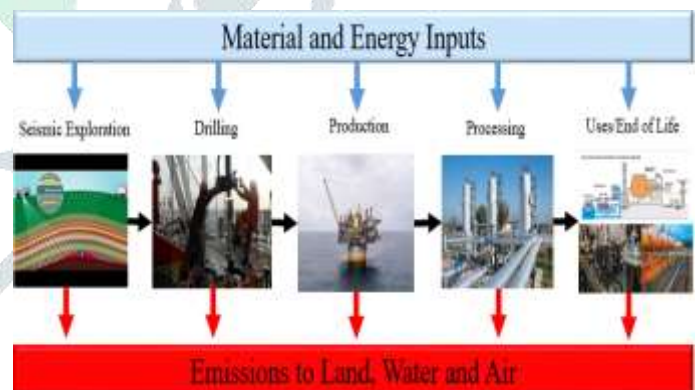 Material and Energy Inputs
Seismic Exploration
Drilling
Production
Processing
Uses/End of Life
Emissions to Land, Water and Air